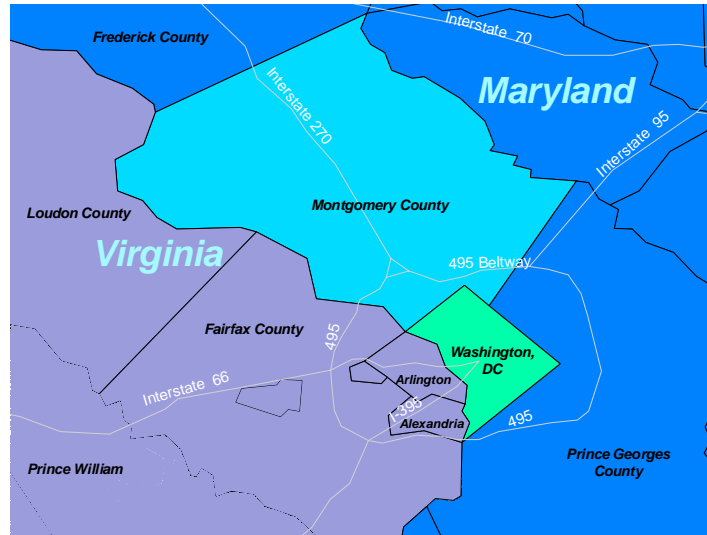 Frederick County
Interstate 70
Maryland
Interstate 270
Interstate 95
Montgomery County
Loudon County
Virginia
495 Beltway
495
Fairfax County
Washington,
DC
Interstate 66
Arlington
I-395
Alexandria
495
Prince William
Prince Georges
County